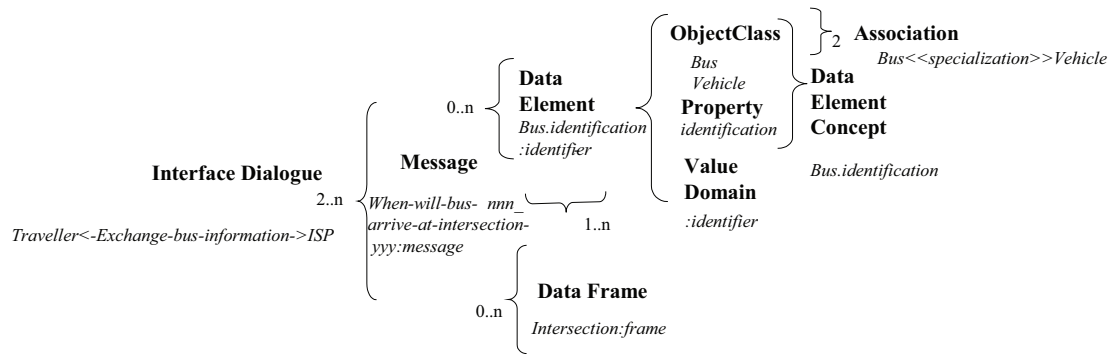 Interface Dialogue
2..n
Traveller<-Exchange-bus-information->ISP
Message
When-will-bus- nnn_
arrive-at-intersection-
yyy:message
0..n
Data
Element
Bus.identification
:identifier
1..n
0..n
Data Frame
Intersection:frame
ObjectClass
Bus
Vehicle
Property
identification
Value
Domain
:identifier
2
Association
Bus<<specialization>>Vehicle
Data
Element
Concept
Bus.identification